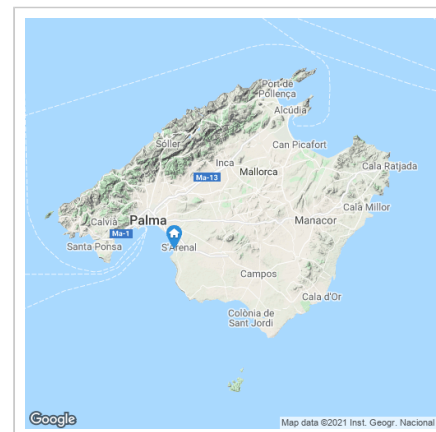 Port de
Pollença
Alcúdia
Sóller
Can Picafort
Inca
Mallorca
Cala Ratjada
Ma-13
Cala Millor
Calvià
Palma
Manacor
Ma-1
Santa Ponsa
S'Arenal
Campos
Cala d'Or
Colònia de
Sant Jordi
Google
Map data ©2021 Inst. Geogr. Nacional